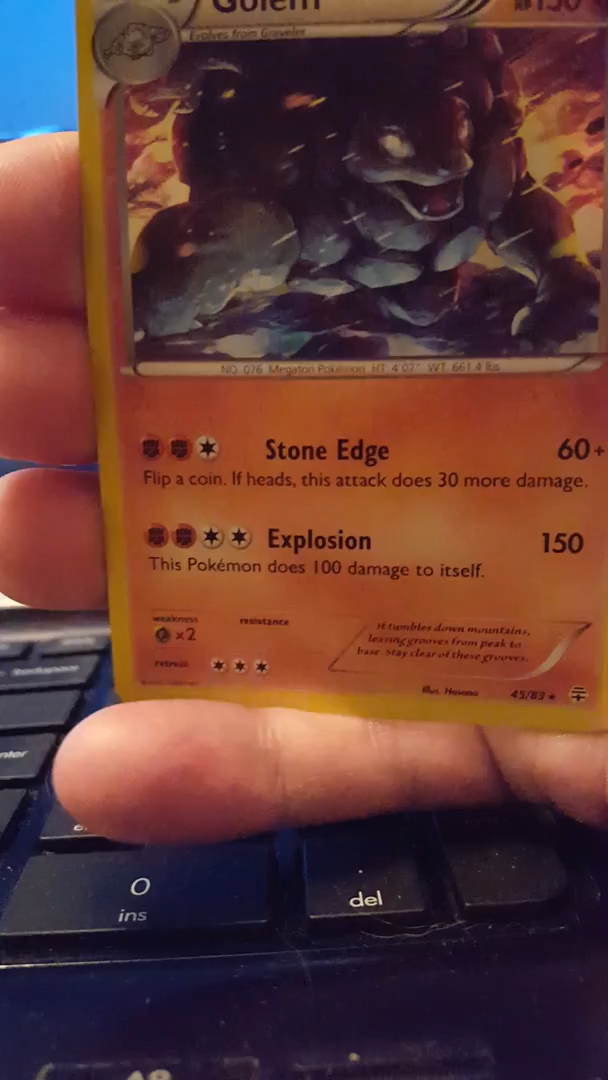 Golem 150
Evolves from Graveler
NO. 076 Megaton Pokémon HT 4'07" WT 661.4 lbs
Stone Edge 60+
Flip a coin. If heads, this attack does 30 more damage.
Explosion 150
This Pokémon does 100 damage to itself.
weakness resistance
×2
retreat
It tumbles down mountains,
leaving grooves from peak to
base. Stay clear of these grooves.
Illus. Hasuno 45/83 ★
Backspace
enter
0
ins
.
del